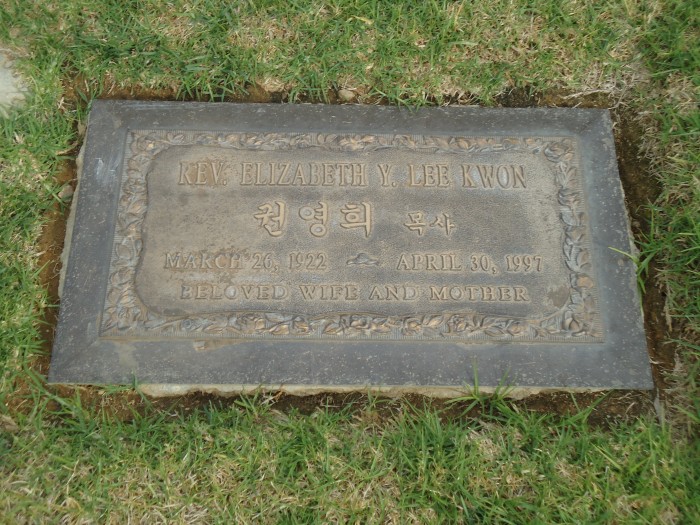 REV. ELIZABETH Y. LEE KWON
권영희 목사
MARCH 26, 1922 APRIL 30, 1997
BELOVED WIFE AND MOTHER